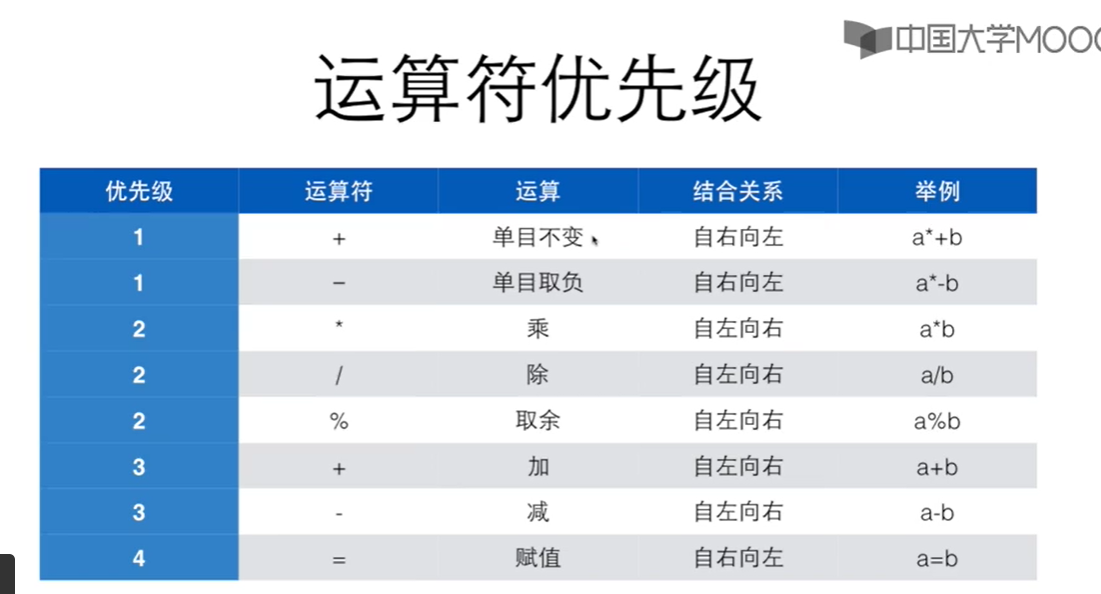 中国大学MOOC
运算符优先级
优先级 运算符 运算 结合关系 举例
1 + 单目不变 自右向左 a*+b
1 − 单目取负 自右向左 a*-b
2 * 乘 自左向右 a*b
2 / 除 自左向右 a/b
2 % 取余 自左向右 a%b
3 + 加 自左向右 a+b
3 - 减 自左向右 a-b
4 = 赋值 自右向左 a=b